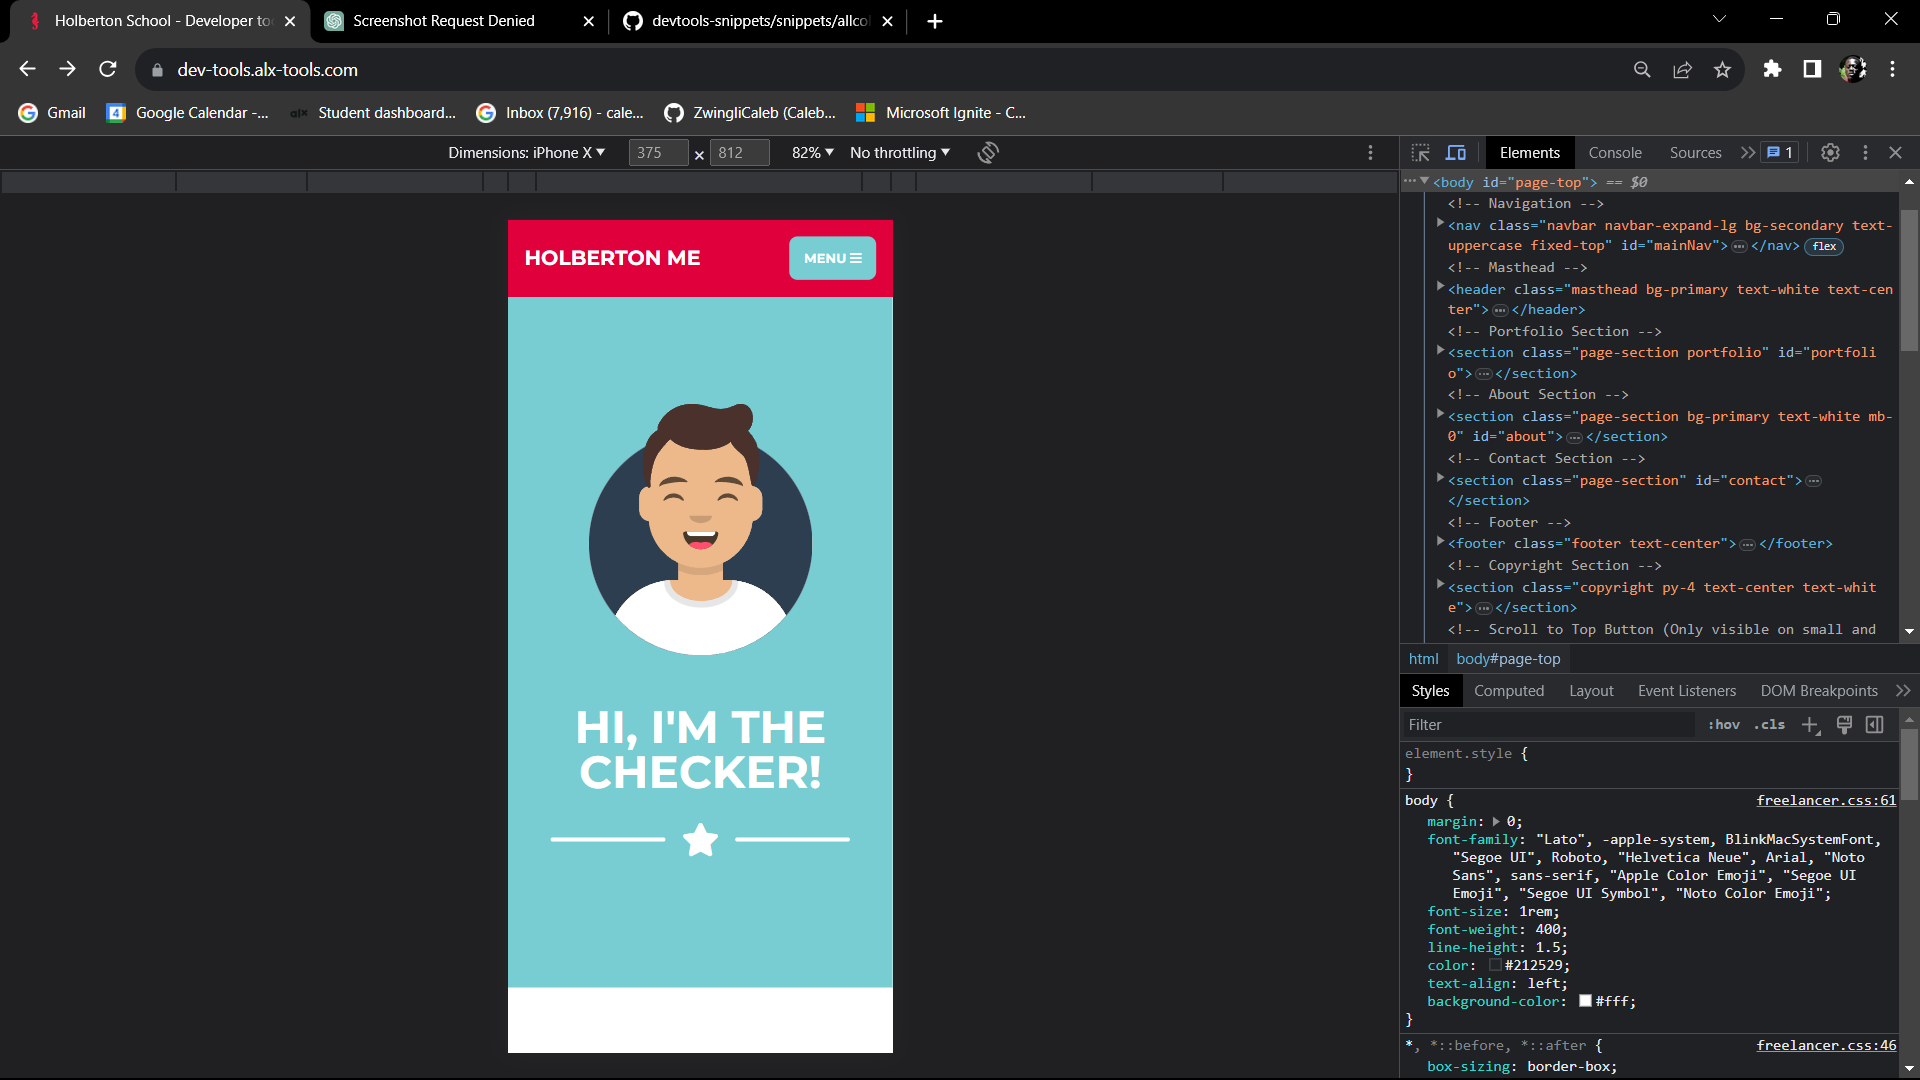 Holberton School - Developer to
Screenshot Request Denied
devtools-snippets/snippets/allco
dev-tools.alx-tools.com
Gmail
4
Google Calendar -...
alx
Student dashboard...
Inbox (7,916) - cale...
ZwingliCaleb (Caleb...
Microsoft Ignite - C...
Dimensions: iPhone X
375
×
812
82%
No throttling
Elements
Console
Sources
1
<body id="page-top"> == $0
<!-- Navigation -->
<nav class="navbar navbar-expand-lg bg-secondary text-
uppercase fixed-top" id="mainNav"> … </nav> flex
<!-- Masthead -->
<header class="masthead bg-primary text-white text-cen
ter"> … </header>
<!-- Portfolio Section -->
<section class="page-section portfolio" id="portfoli
o"> … </section>
<!-- About Section -->
<section class="page-section bg-primary text-white mb-
0" id="about"> … </section>
<!-- Contact Section -->
<section class="page-section" id="contact"> …
</section>
<!-- Footer -->
<footer class="footer text-center"> … </footer>
<!-- Copyright Section -->
<section class="copyright py-4 text-center text-whit
e"> … </section>
<!-- Scroll to Top Button (Only visible on small and
html
body#page-top
Styles
Computed
Layout
Event Listeners
DOM Breakpoints
Filter
:hov
.cls
element.style {
}
body {
freelancer.css:61
margin: 0;
font-family: "Lato", -apple-system, BlinkMacSystemFont,
"Segoe UI", Roboto, "Helvetica Neue", Arial, "Noto
Sans", sans-serif, "Apple Color Emoji", "Segoe UI
Emoji", "Segoe UI Symbol", "Noto Color Emoji";
font-size: 1rem;
font-weight: 400;
line-height: 1.5;
color: #212529;
text-align: left;
background-color: #fff;
}
*, *::before, *::after {
freelancer.css:46
box-sizing: border-box;
HOLBERTON ME
MENU
HI, I'M THE
CHECKER!